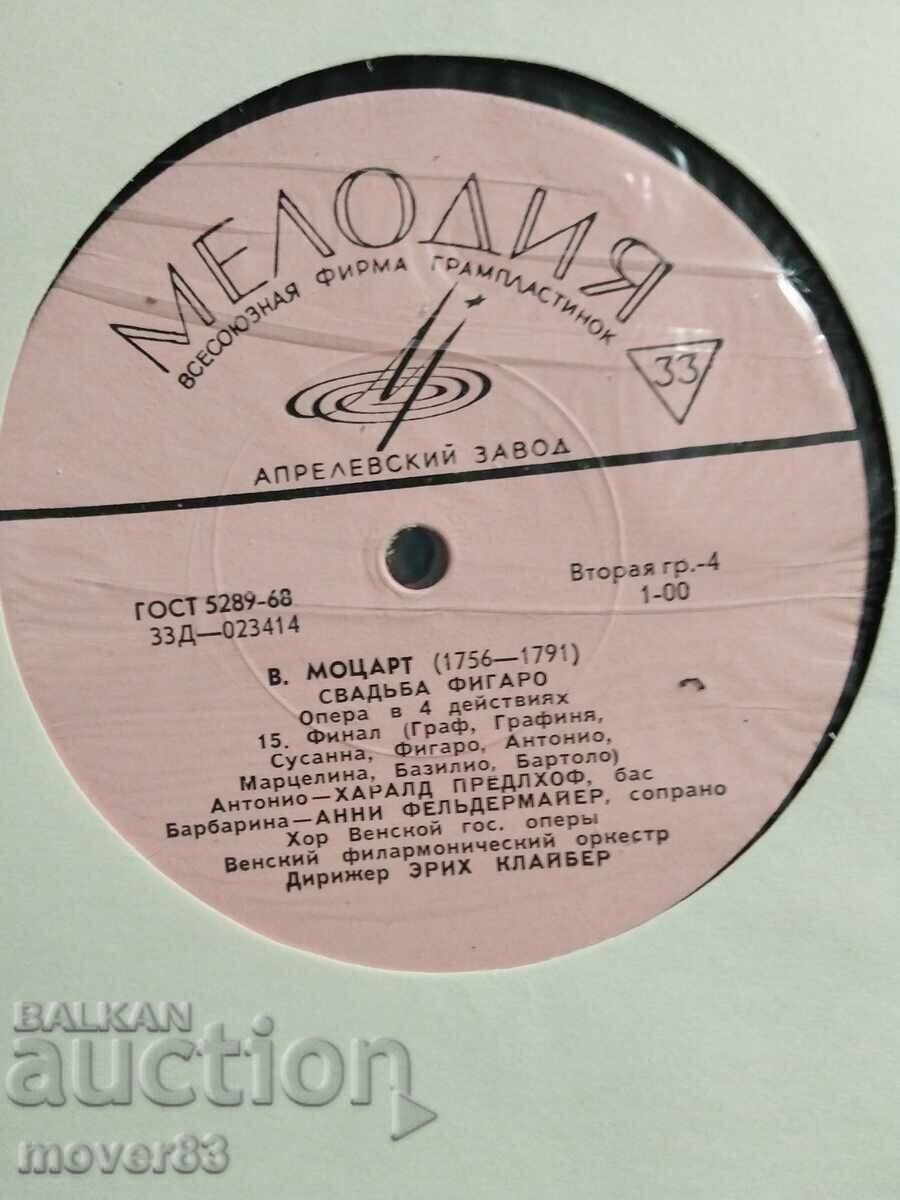 МЕЛОДИЯ
ВСЕСОЮЗНАЯ ФИРМА ГРАМПЛАСТИНОК
33
АПРЕЛЕВСКИЙ ЗАВОД
ГОСТ 5289-68
33Д—023414
Вторая гр.-4
1-00
В. МОЦАРТ (1756—1791)
СВАДЬБА ФИГАРО
Опера в 4 действиях
15. Финал (Граф, Графиня,
Сусанна, Фигаро, Антонио,
Марцелина, Базилио, Бартоло)
Антонио—ХАРАЛД ПРЕДЛХОФ, бас
Барбарина—АННИ ФЕЛЬДЕРМАЙЕР, сопрано
Хор Венской гос. оперы
Венский филармонический оркестр
Дирижер ЭРИХ КЛАЙБЕР
BALKAN
auction
mover83